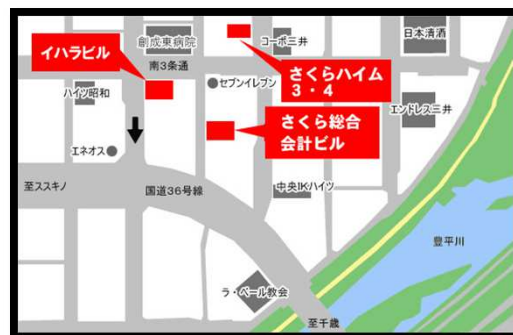 創成東病院
コーポ三井
日本清酒
イハラビル
南3条通
さくらハイム
3・4
ハイツ昭和
セブンイレブン
エンドレス三井
さくら総合
会計ビル
エネオス
至ススキノ
国道36号線
中央IKハイツ
豊平川
ラ・ペール教会
至千歳